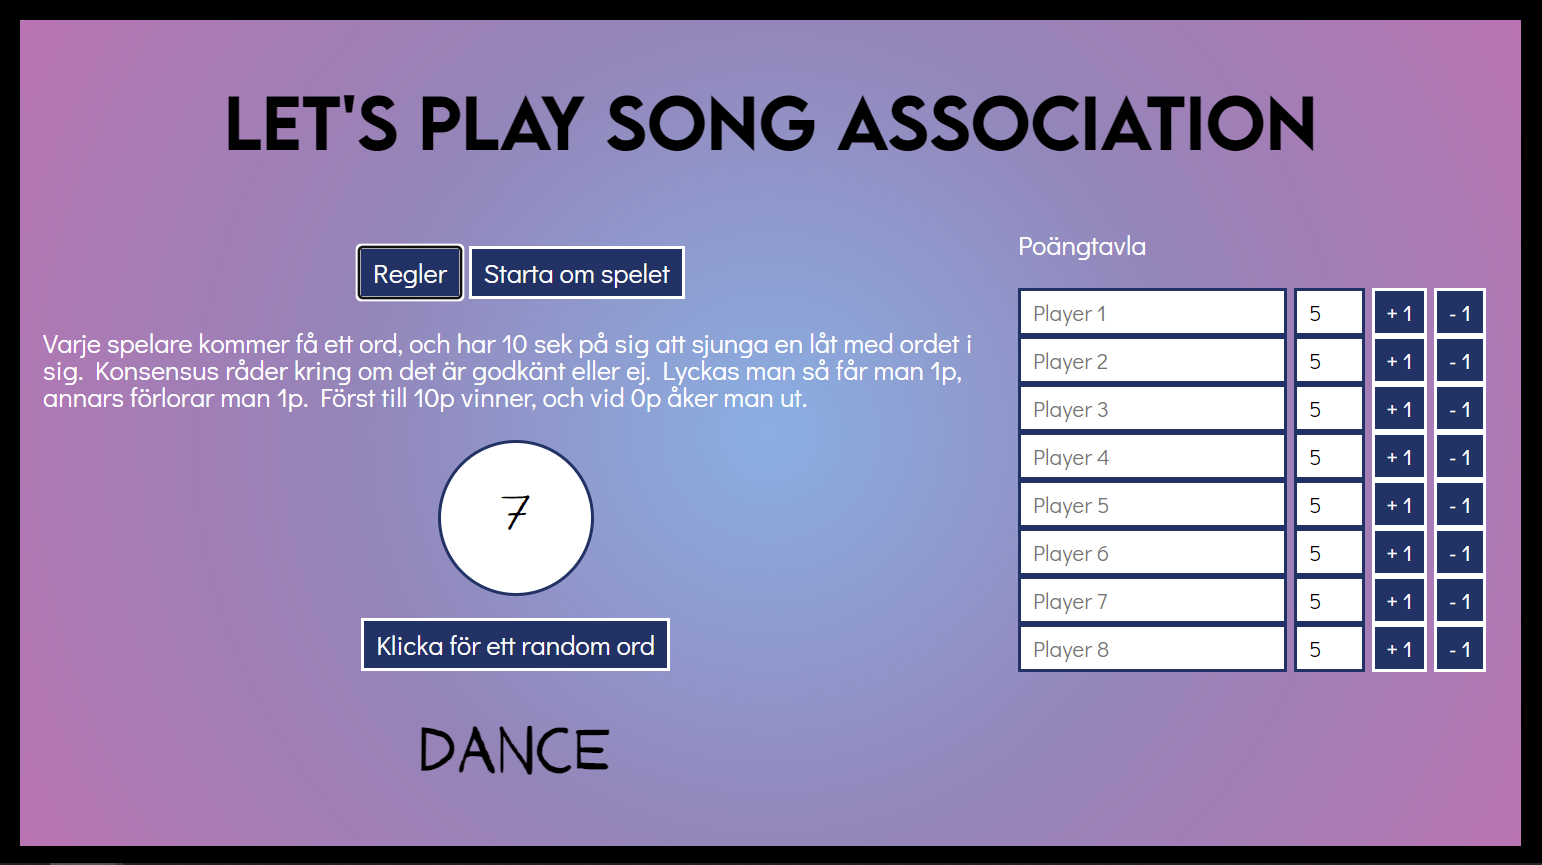 LET'S PLAY SONG ASSOCIATION
Regler
Starta om spelet
Varje spelare kommer få ett ord, och har 10 sek på sig att sjunga en låt med ordet i
sig. Konsensus råder kring om det är godkänt eller ej. Lyckas man så får man 1p,
annars förlorar man 1p. Först till 10p vinner, och vid 0p åker man ut.
7
Klicka för ett random ord
DANCE
Poängtavla
Player 1 5 + 1 - 1
Player 2 5 + 1 - 1
Player 3 5 + 1 - 1
Player 4 5 + 1 - 1
Player 5 5 + 1 - 1
Player 6 5 + 1 - 1
Player 7 5 + 1 - 1
Player 8 5 + 1 - 1